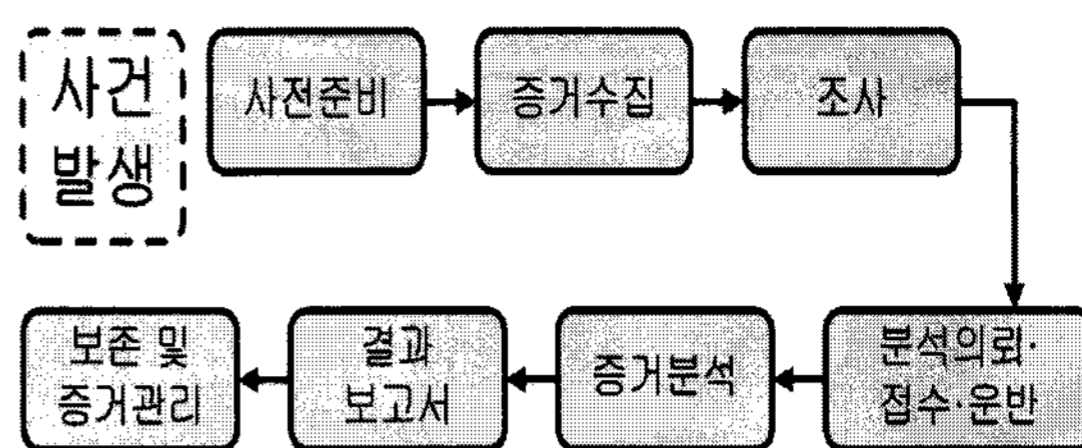 사건
발생
사전준비
증거수집
조사
분석의뢰·
접수·운반
증거분석
결과
보고서
보존 및
증거관리